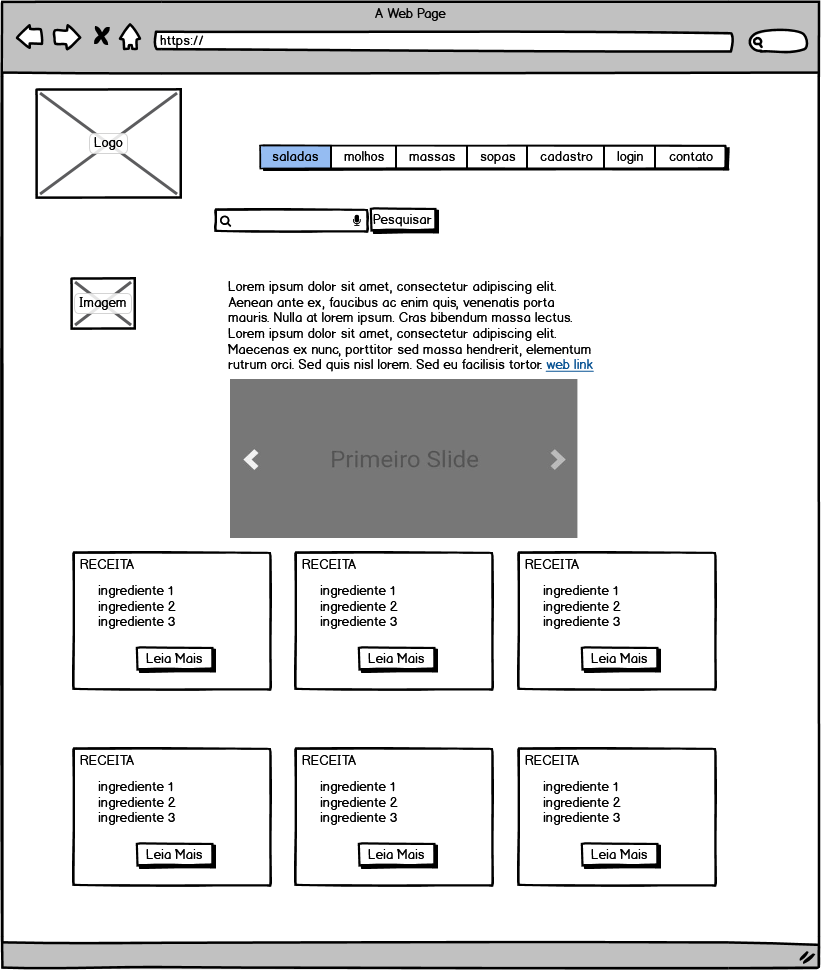 A Web Page
https://
Logo
saladas molhos massas sopas cadastro login contato
Pesquisar
Imagem
Lorem ipsum dolor sit amet, consectetur adipiscing elit.
Aenean ante ex, faucibus ac enim quis, venenatis porta
mauris. Nulla at lorem ipsum. Cras bibendum massa lectus.
Lorem ipsum dolor sit amet, consectetur adipiscing elit.
Maecenas ex nunc, porttitor sed massa hendrerit, elementum
rutrum orci. Sed quis nisl lorem. Sed eu facilisis tortor. web link
Primeiro Slide
RECEITA
ingrediente 1
ingrediente 2
ingrediente 3
Leia Mais
RECEITA
ingrediente 1
ingrediente 2
ingrediente 3
Leia Mais
RECEITA
ingrediente 1
ingrediente 2
ingrediente 3
Leia Mais
RECEITA
ingrediente 1
ingrediente 2
ingrediente 3
Leia Mais
RECEITA
ingrediente 1
ingrediente 2
ingrediente 3
Leia Mais
RECEITA
ingrediente 1
ingrediente 2
ingrediente 3
Leia Mais